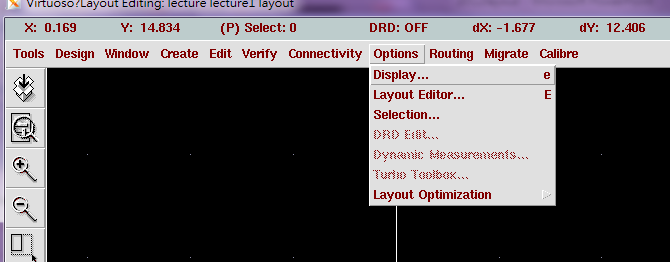 Virtuoso?Layout Editing: lecture lecture1 layout
X: 0.169 Y: 14.834 (P) Select: 0 DRD: OFF dX: -1.677 dY: 12.406
Tools Design Window Create Edit Verify Connectivity Options Routing Migrate Calibre
Display... e
Layout Editor... E
Selection...
DRD Edit...
Dynamic Measurements...
Turbo Toolbox...
Layout Optimization